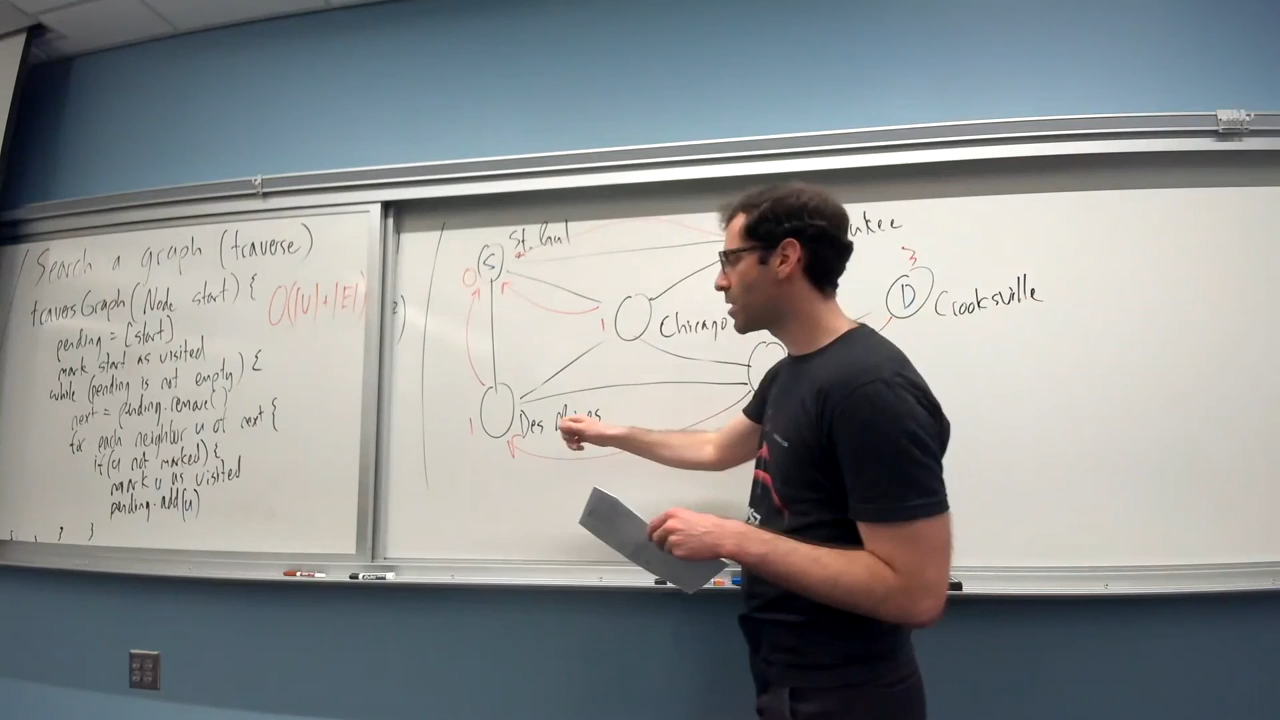 Search a graph (traverse)
traversGraph(Node start) {
O(|V|+|E|)
pending = [start]
mark start as visited
while (pending is not empty) {
next = pending.remove()
for each neighbor u of next {
if(u not marked) {
mark u as visited
pending.add(u)
} }
St. Paul
S
0
ukee
3
D
Crooksville
1
Chicago
1
Des